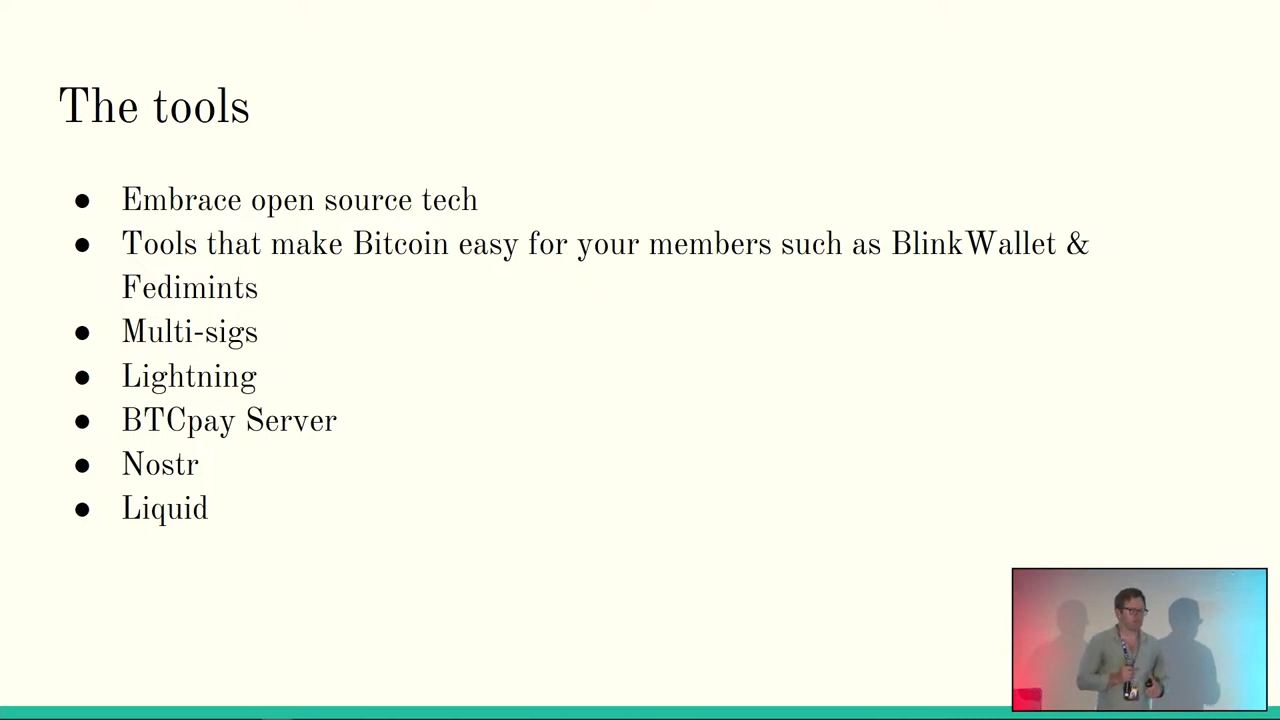 The tools
● Embrace open source tech
● Tools that make Bitcoin easy for your members such as BlinkWallet &
Fedimints
● Multi-sigs
● Lightning
● BTCpay Server
● Nostr
● Liquid